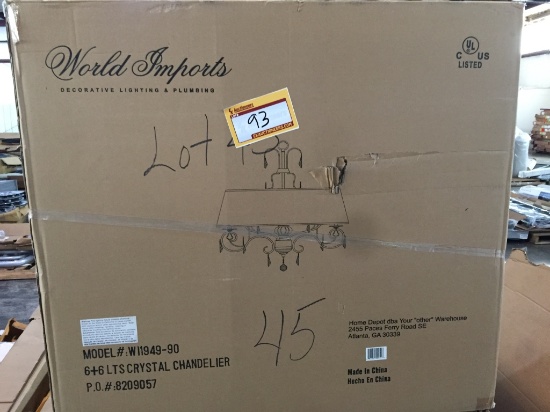 World Imports
DECORATIVE LIGHTING & PLUMBING
C UL US
LISTED
93
Lot 93
45
Home Depot dba Your "other" Warehouse
2455 Paces Ferry Road SE
Atlanta, GA 30339
MODEL#:WI1949-90
6+6 LTS CRYSTAL CHANDELIER
P.O.#:8209057
Made In China
Hecho En China